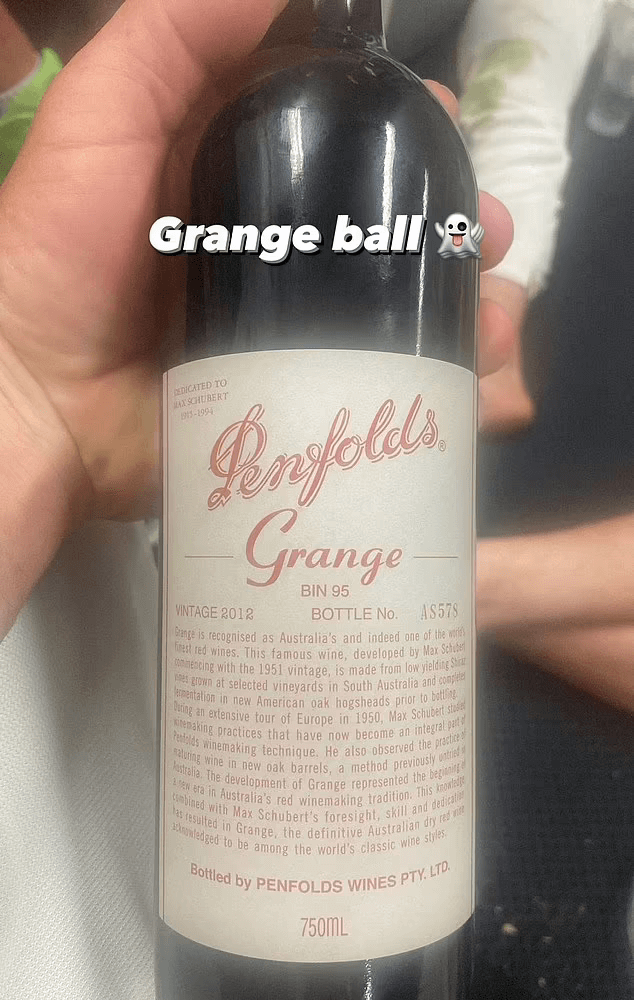 Grange ball 👻
DEDICATED TO
MAX SCHUBERT
1915-1994
Penfolds®
Grange
BIN 95
VINTAGE 2012 BOTTLE No. AS578
Grange is recognised as Australia's and indeed one of the world's
finest red wines. This famous wine, developed by Max Schubert
commencing with the 1951 vintage, is made from low yielding Shiraz
vines grown at selected vineyards in South Australia and completes
fermentation in new American oak hogsheads prior to bottling.
During an extensive tour of Europe in 1950, Max Schubert studied
winemaking practices that have now become an integral part of
Penfolds winemaking technique. He also observed the practice of
maturing wine in new oak barrels, a method previously untried in
Australia. The development of Grange represented the beginning of
a new era in Australia's red winemaking tradition. This knowledge,
combined with Max Schubert's foresight, skill and dedication
has resulted in Grange, the definitive Australian dry red wine
acknowledged to be among the world's classic wine styles.
Bottled by PENFOLDS WINES PTY. LTD.
750ML